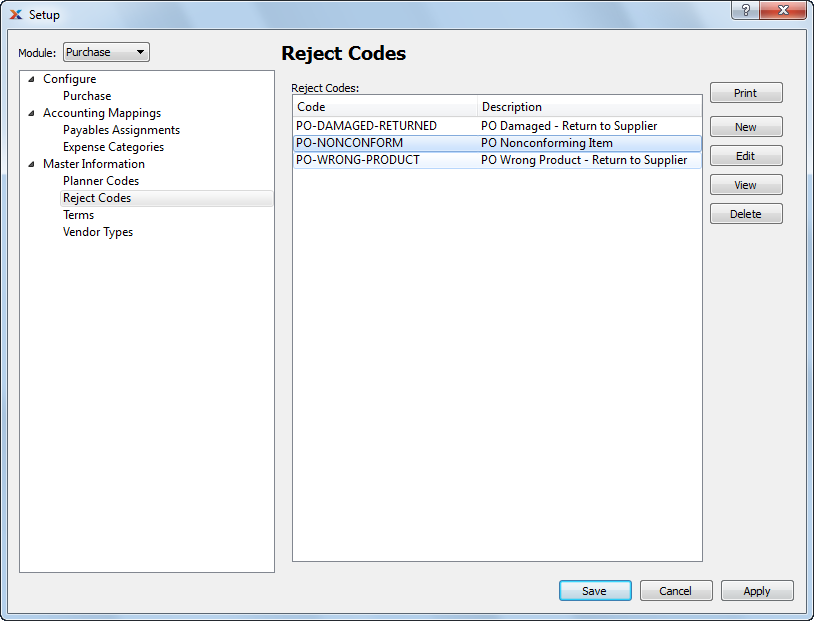 Setup
Module: Purchase
Reject Codes
Configure
Purchase
Accounting Mappings
Payables Assignments
Expense Categories
Master Information
Planner Codes
Reject Codes
Terms
Vendor Types
Reject Codes:
Code Description
PO-DAMAGED-RETURNED PO Damaged - Return to Supplier
PO-NONCONFORM PO Nonconforming Item
PO-WRONG-PRODUCT PO Wrong Product - Return to Supplier
Print
New
Edit
View
Delete
Save Cancel Apply